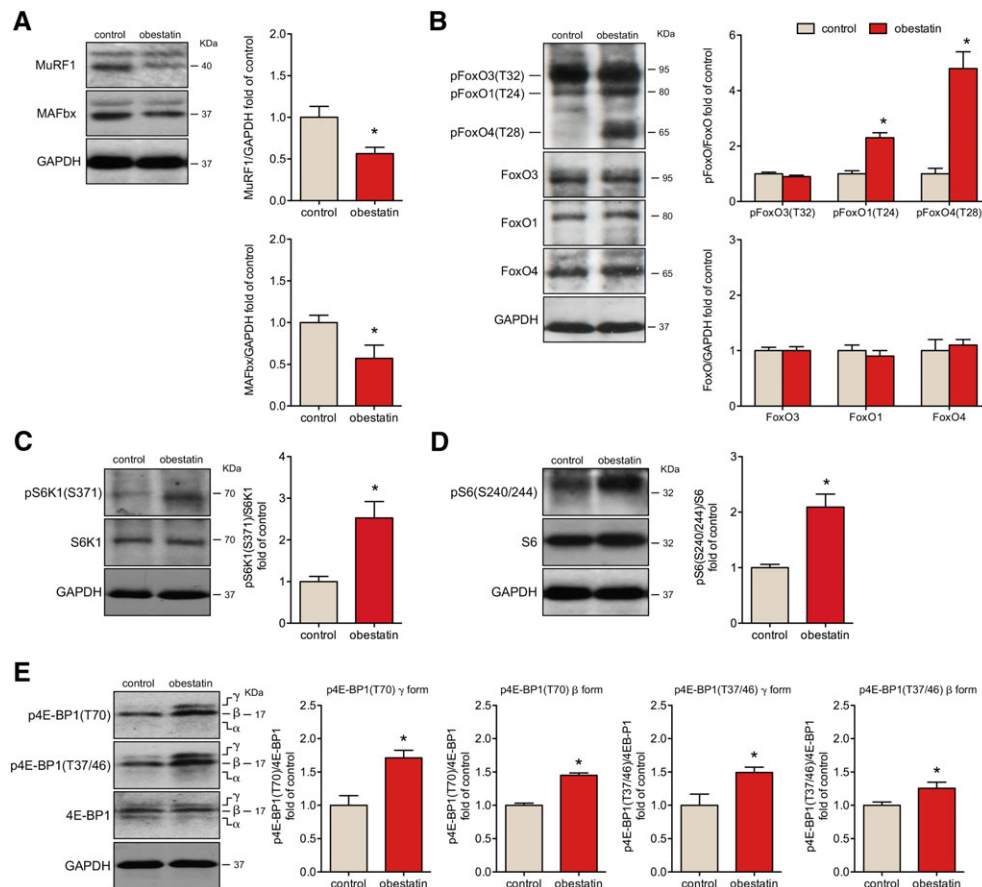 A
control obestatin
KDa
MuRF1
40
MAFbx
37
GAPDH
37
MuRF1/GAPDH fold of control
2.0
1.5
1.0
0.5
0.0
*
control obestatin
MAFbx/GAPDH fold of control
2.0
1.5
1.0
0.5
0.0
*
control obestatin
B
control obestatin
KDa
pFoxO3(T32)
95
pFoxO1(T24)
80
pFoxO4(T28)
65
FoxO3
95
FoxO1
80
FoxO4
65
GAPDH
37
control obestatin
pFoxO/FoxO fold of control
6
4
2
0
*
*
pFoxO3(T32) pFoxO1(T24) pFoxO4(T28)
FoxO/GAPDH fold of control
3
2
1
0
FoxO3 FoxO1 FoxO4
C
control obestatin
KDa
pS6K1(S371)
70
S6K1
70
GAPDH
37
pS6K1(S371)/S6K1
fold of control
4
3
2
1
0
*
control obestatin
D
control obestatin
KDa
pS6(S240/244)
32
S6
32
GAPDH
37
pS6(S240/244)/S6
fold of control
3
2
1
0
*
control obestatin
E
control obestatin
KDa
p4E-BP1(T70)
γ
β 17
α
p4E-BP1(T37/46)
γ
β 17
α
4E-BP1
γ
β 17
α
GAPDH
37
p4E-BP1(T70) γ form
p4E-BP1(T70)/4E-BP1
fold of control
2.5
2.0
1.5
1.0
0.5
0.0
*
control obestatin
p4E-BP1(T70) β form
p4E-BP1(T70)/4E-BP1
fold of control
2.5
2.0
1.5
1.0
0.5
0.0
*
control obestatin
p4E-BP1(T37/46) γ form
p4E-BP1(T37/46)/4EB-P1
fold of control
2.5
2.0
1.5
1.0
0.5
0.0
*
control obestatin
p4E-BP1(T37/46) β form
p4E-BP1(T37/46)/4E-BP1
fold of control
2.5
2.0
1.5
1.0
0.5
0.0
*
control obestatin